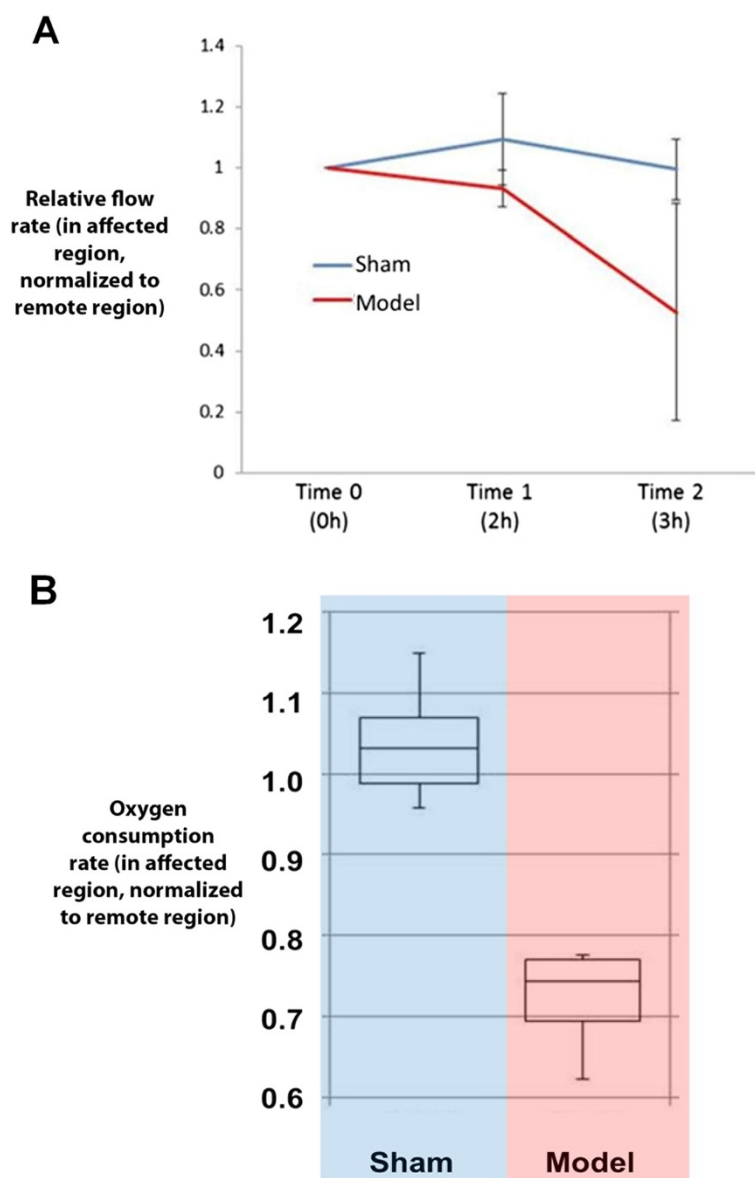 A
1.4
1.2
1
0.8
0.6
0.4
0.2
0
Relative flow
rate (in affected
region,
normalized to
remote region)
Sham
Model
Time 0
(0h)
Time 1
(2h)
Time 2
(3h)
B
1.2
1.1
1.0
0.9
0.8
0.7
0.6
Oxygen
consumption
rate (in affected
region, normalized
to remote region)
Sham
Model